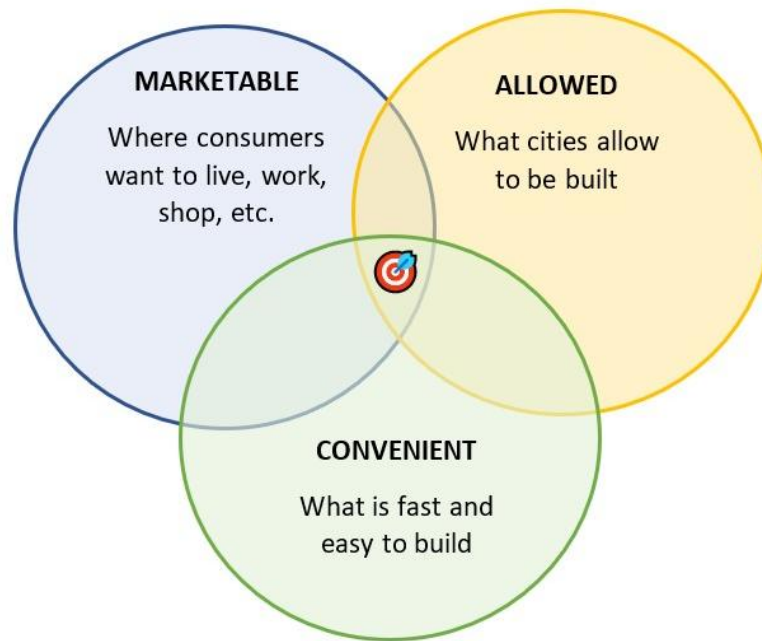 MARKETABLE
Where consumers
want to live, work,
shop, etc.
ALLOWED
What cities allow
to be built
CONVENIENT
What is fast and
easy to build